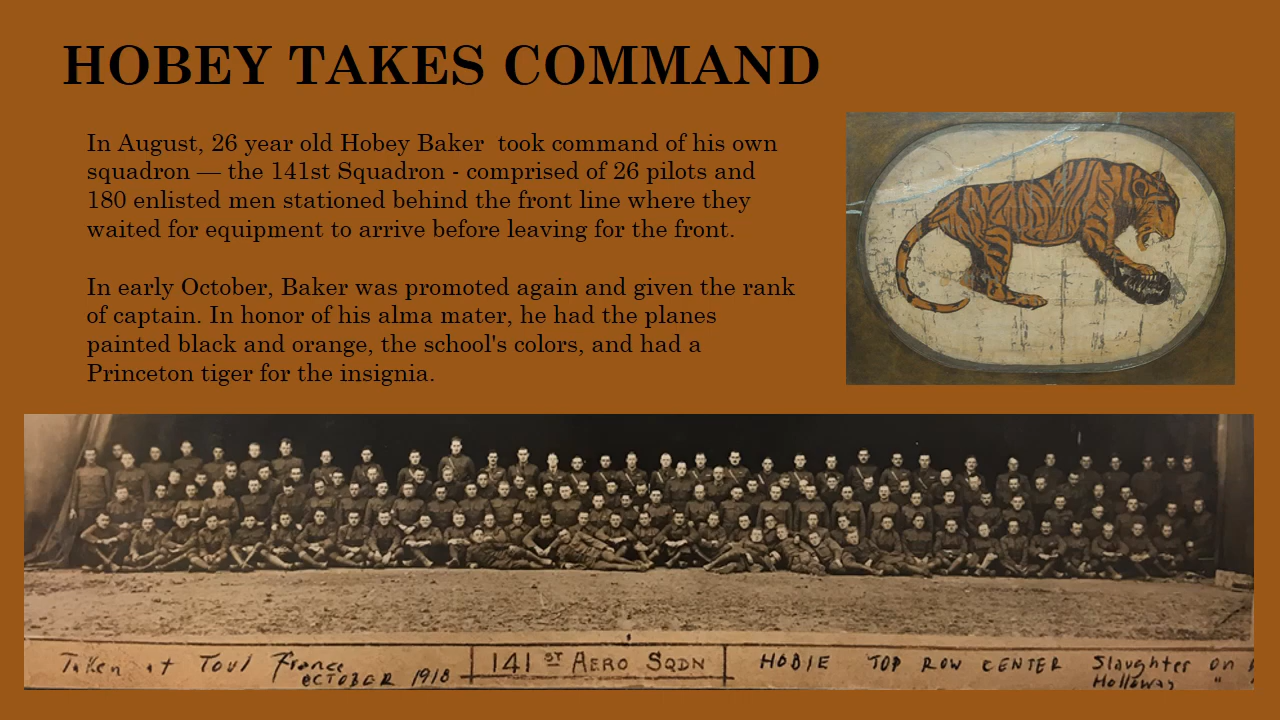 HOBEY TAKES COMMAND
In August, 26 year old Hobey Baker  took command of his own
squadron — the 141st Squadron - comprised of 26 pilots and
180 enlisted men stationed behind the front line where they
waited for equipment to arrive before leaving for the front.
In early October, Baker was promoted again and given the rank
of captain. In honor of his alma mater, he had the planes
painted black and orange, the school's colors, and had a
Princeton tiger for the insignia.
Taken at Toul France
OCTOBER 1918
141 ST AERO SQDN
HOBIE TOP ROW CENTER
Slaughter on
Holloway "